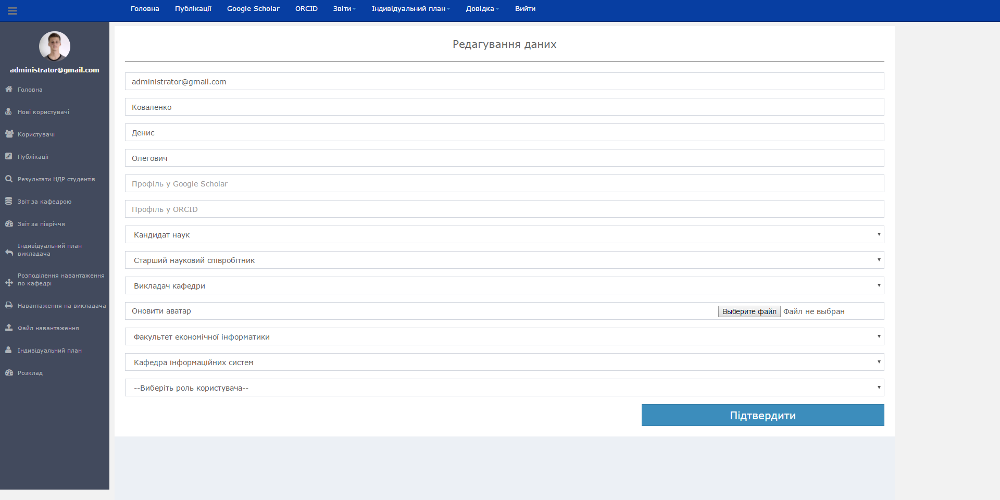 Головна Публікації Google Scholar ORCID Звіти Індивідуальний план Довідка Вийти
administrator@gmail.com
Головна
Нові користувачі
Користувачі
Публікації
Результати НДР студентів
Звіт за кафедрою
Звіт за півріччя
Індивідуальний план
викладача
Розподілення навантаження
по кафедрі
Навантаження на викладача
Файл навантаження
Індивідуальний план
Розклад
Редагування даних
administrator@gmail.com
Коваленко
Денис
Олегович
Профіль у Google Scholar
Профіль у ORCID
Кандидат наук
Старший науковий співробітник
Викладач кафедри
Оновити аватар Выберите файл Файл не выбран
Факультет економічної інформатики
Кафедра інформаційних систем
--Виберіть роль користувача--
Підтвердити